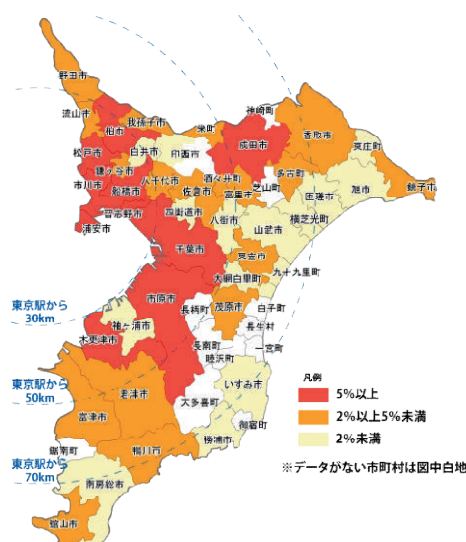 野田市
流山市
柏市
我孫子市
栄町
神崎町
成田市
香取市
東庄町
松戸市
白井市
印西市
鎌ケ谷市
市川市
船橋市
八千代市
佐倉市
酒々井町
富里市
芝山町
多古町
匝瑳市
旭市
銚子市
習志野市
浦安市
四街道市
八街市
山武市
横芝光町
千葉市
東金市
大網白里町
九十九里町
東京駅から
30km
市原市
袖ヶ浦市
木更津市
長柄町
茂原市
白子町
長生村
長南町
睦沢町
一宮町
東京駅から
50km
君津市
富津市
大多喜町
いすみ市
御宿町
鋸南町
鴨川市
勝浦市
東京駅から
70km
南房総市
館山市
凡例
5%以上
2%以上5%未満
2%未満
※データがない市町村は図中白地